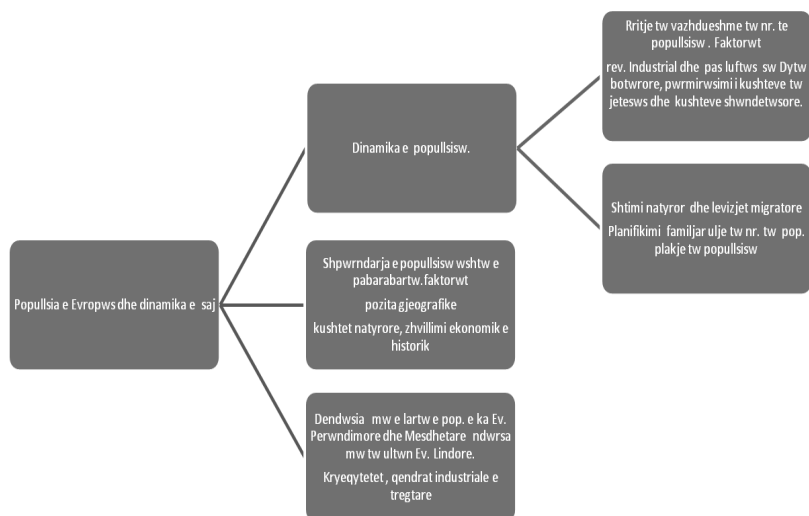 Popullsia e Evropws dhe dinamika e saj
Dinamika e popullsisw.
Rritje tw vazhdueshme tw nr. te
popullsisw . Faktorwt
rev. Industrial dhe pas luftws sw Dytw
botwrore, pwrmirwsimi i kushteve tw
jetesws dhe kushteve shwndetwsore.
Shtimi natyror dhe levizjet migratore
Planifikimi familjar ulje tw nr. tw pop.
plakje tw popullsisw
Shpwrndarja e popullsisw wshtw e
pabarabartw.faktorwt
pozita gjeografike
kushtet natyrore, zhvillimi ekonomik e
historik
Dendwsia mw e lartw e pop. e ka Ev.
Perwndimore dhe Mesdhetare ndwrsa
mw tw ultwn Ev. Lindore.
Kryeqytetet , qendrat industriale e
tregtare